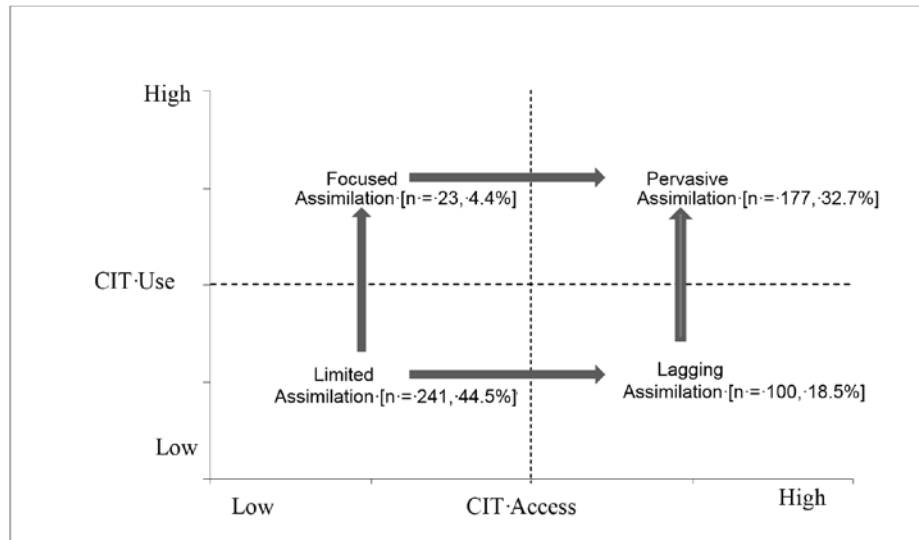 High
Focused
Assimilation·[n·=·23,·4.4%]
Pervasive
Assimilation·[n·=·177,·32.7%]
CIT·Use
Limited
Assimilation·[n·=·241,·44.5%]
Lagging
Assimilation·[n=·100,·18.5%]
Low
Low
CIT·Access
High